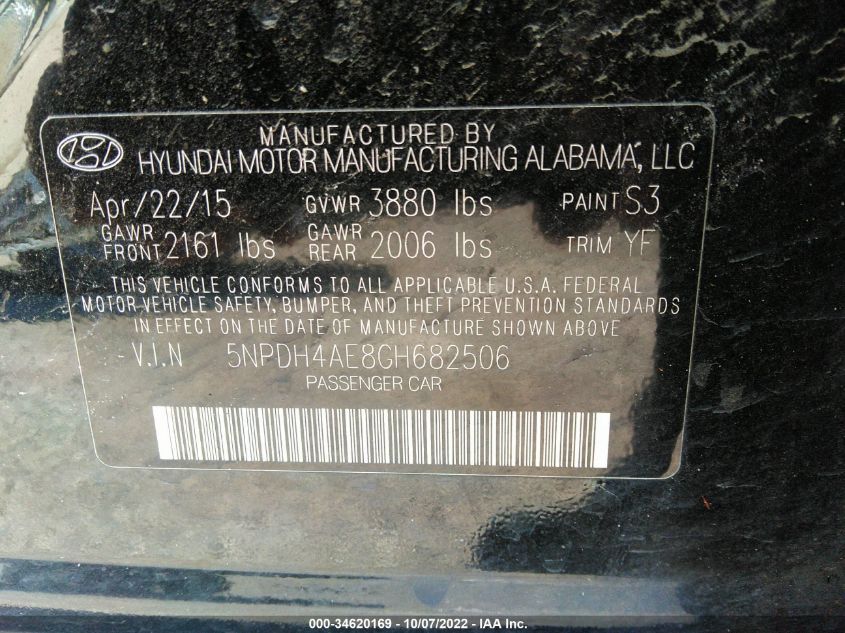 MANUFACTURED BY
HYUNDAI MOTOR MANUFACTURING ALABAMA, LLC
Apr/22/15 GVWR 3880 lbs PAINT S3
GAWR FRONT 2161 lbs GAWR REAR 2006 lbs TRIM YF
THIS VEHICLE CONFORMS TO ALL APPLICABLE U.S.A. FEDERAL
MOTOR VEHICLE SAFETY, BUMPER, AND THEFT PREVENTION STANDARDS
IN EFFECT ON THE DATE OF MANUFACTURE SHOWN ABOVE
V.I.N 5NPDH4AE8GH682506
PASSENGER CAR
000-34620169 - 10/07/2022 - IAA Inc.